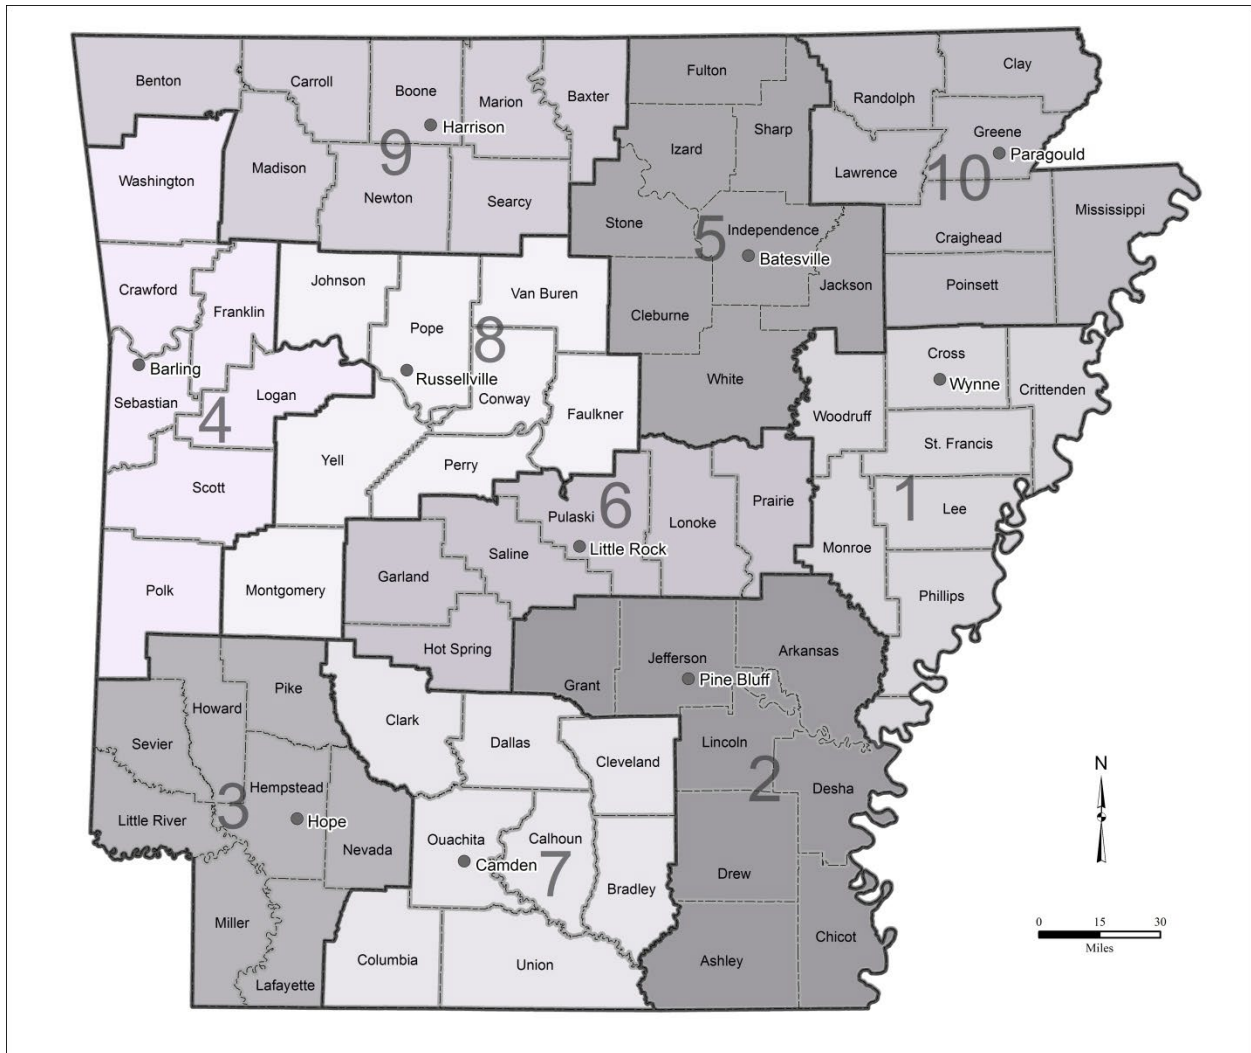 Benton
Carroll
Boone
Marion
Baxter
Fulton
Randolph
Clay
Harrison
Sharp
Greene
Izard
Paragould
Washington
Madison
9
Newton
Searcy
Lawrence
10
Mississippi
Stone
5
Independence
Batesville
Craighead
Crawford
Franklin
Johnson
Van Buren
Jackson
Poinsett
Cleburne
Pope
8
Cross
Wynne
Crittenden
Barling
Russellville
White
Sebastian
Logan
4
Conway
Faulkner
Woodruff
St. Francis
Yell
Perry
Scott
Pulaski
6
Lonoke
Prairie
1
Lee
Little Rock
Saline
Monroe
Garland
Polk
Montgomery
Phillips
Hot Spring
Jefferson
Arkansas
Pine Bluff
Grant
Pike
Howard
Clark
Dallas
Lincoln
Sevier
Cleveland
2
Desha
Hempstead
3
Hope
Little River
Nevada
Ouachita
Camden
Calhoun
7
Bradley
Drew
Miller
Chicot
Columbia
Union
Ashley
Lafayette
N
0 15 30
Miles